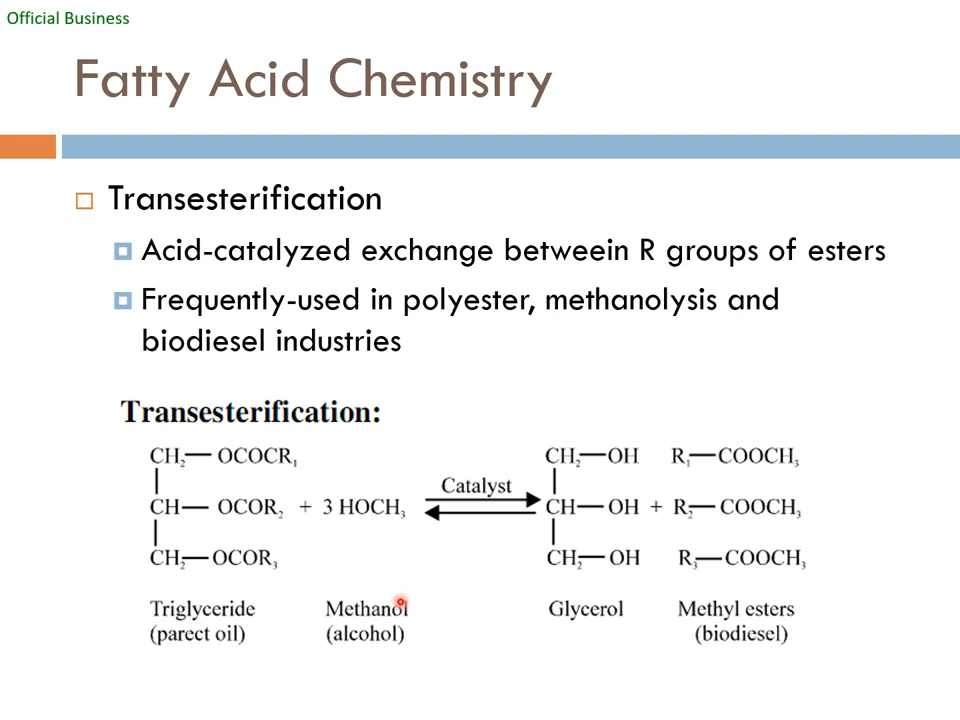 Official Business
Fatty Acid Chemistry
Transesterification
Acid-catalyzed exchange betweein R groups of esters
Frequently-used in polyester, methanolysis and
biodiesel industries
Transesterification:
CH₂— OCOCR₁
CH₂—OH R₁—COOCH₃
Catalyst
CH— OCOR₂ + 3 HOCH₃
CH—OH + R₂—COOCH₃
CH₂—OCOR₃
CH₂—OH R₃—COOCH₃
Triglyceride Methanol Glycerol Methyl esters
(parect oil) (alcohol) (biodiesel)